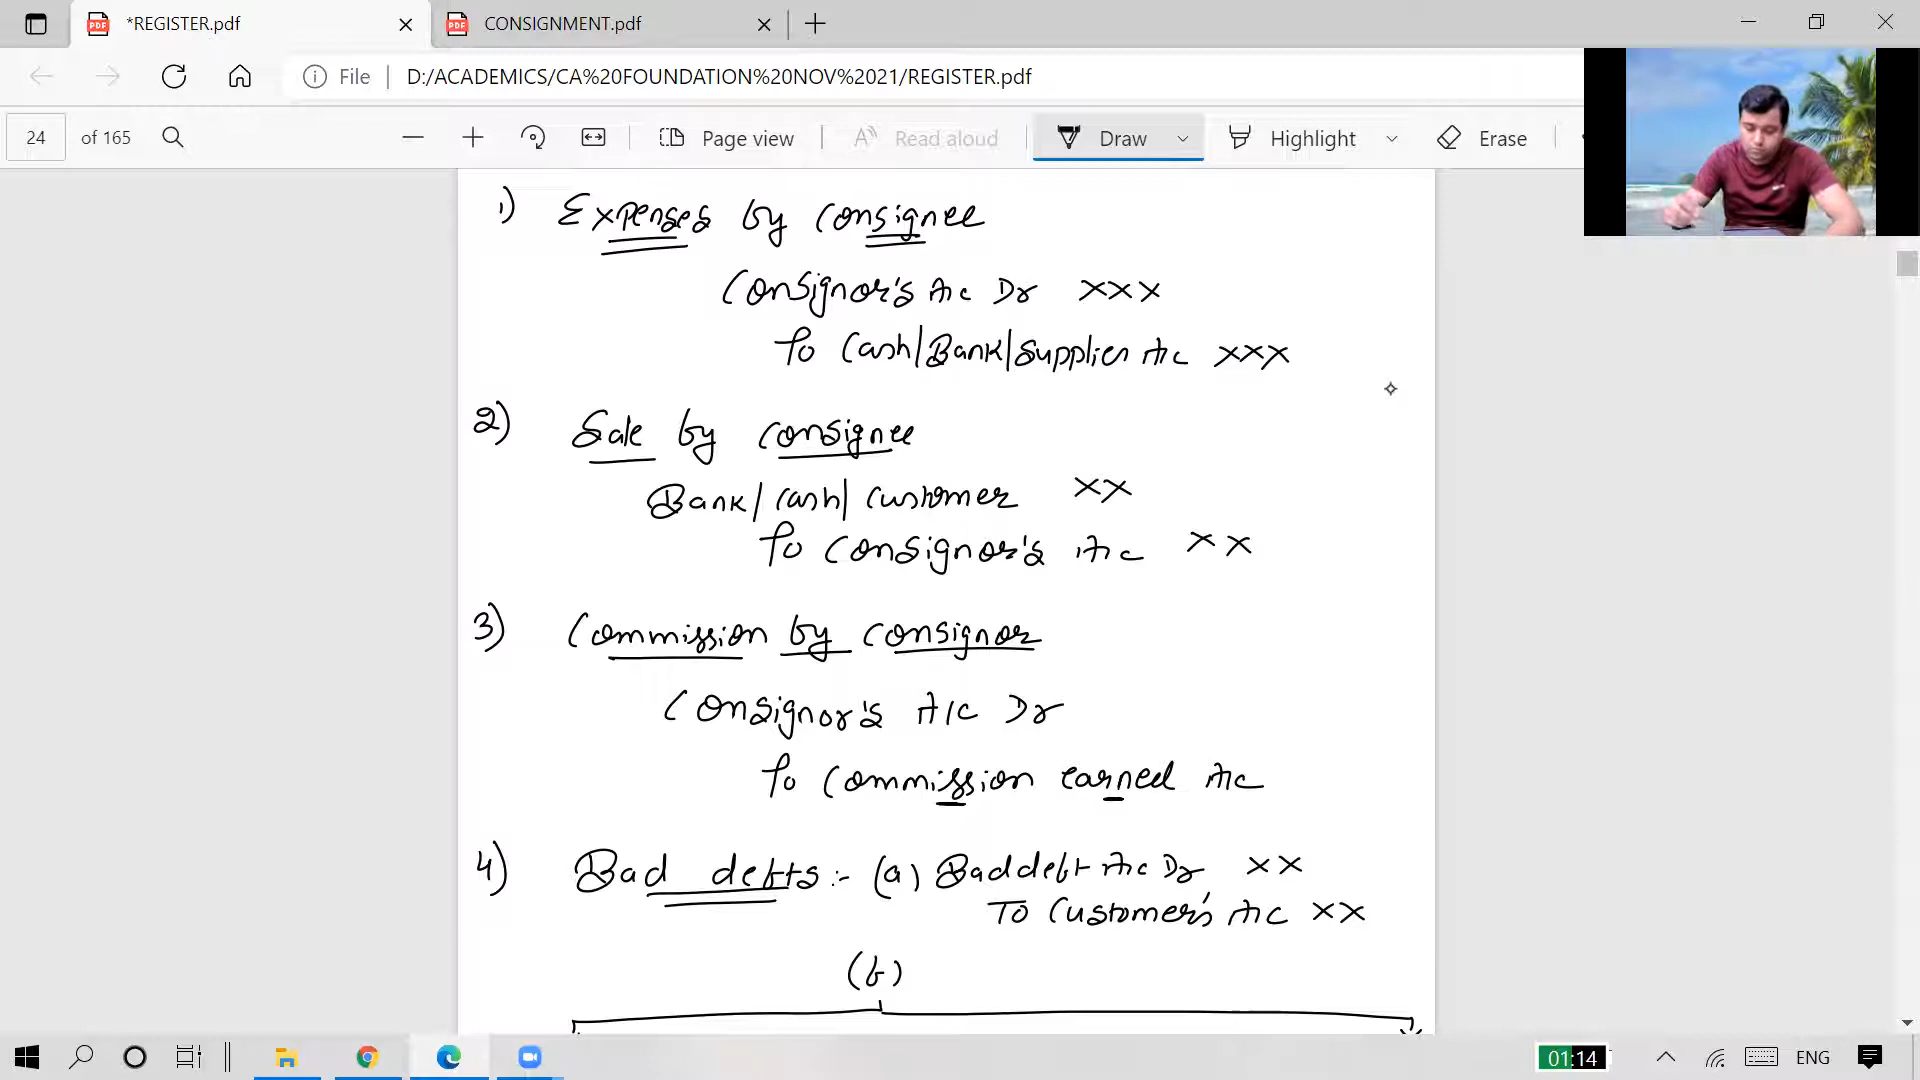 *REGISTER.pdf
CONSIGNMENT.pdf
File
D:/ACADEMICS/CA%20FOUNDATION%20NOV%2021/REGISTER.pdf
24 of 165
Page view
Read aloud
Draw
Highlight
Erase
1) Expenses by Consignee
Consignor's A/c Dr XXX
To Cash/Bank/Supplier A/c XXX
2) Sale by Consignee
Bank/Cash/Customer XX
To Consignor's A/c XX
3) Commission by Consignor
Consignor's A/c Dr
To Commission earned A/c
4) Bad debts :- (a) Bad debt A/c Dr XX
To Customer's A/c XX
(b)
01:14
ENG